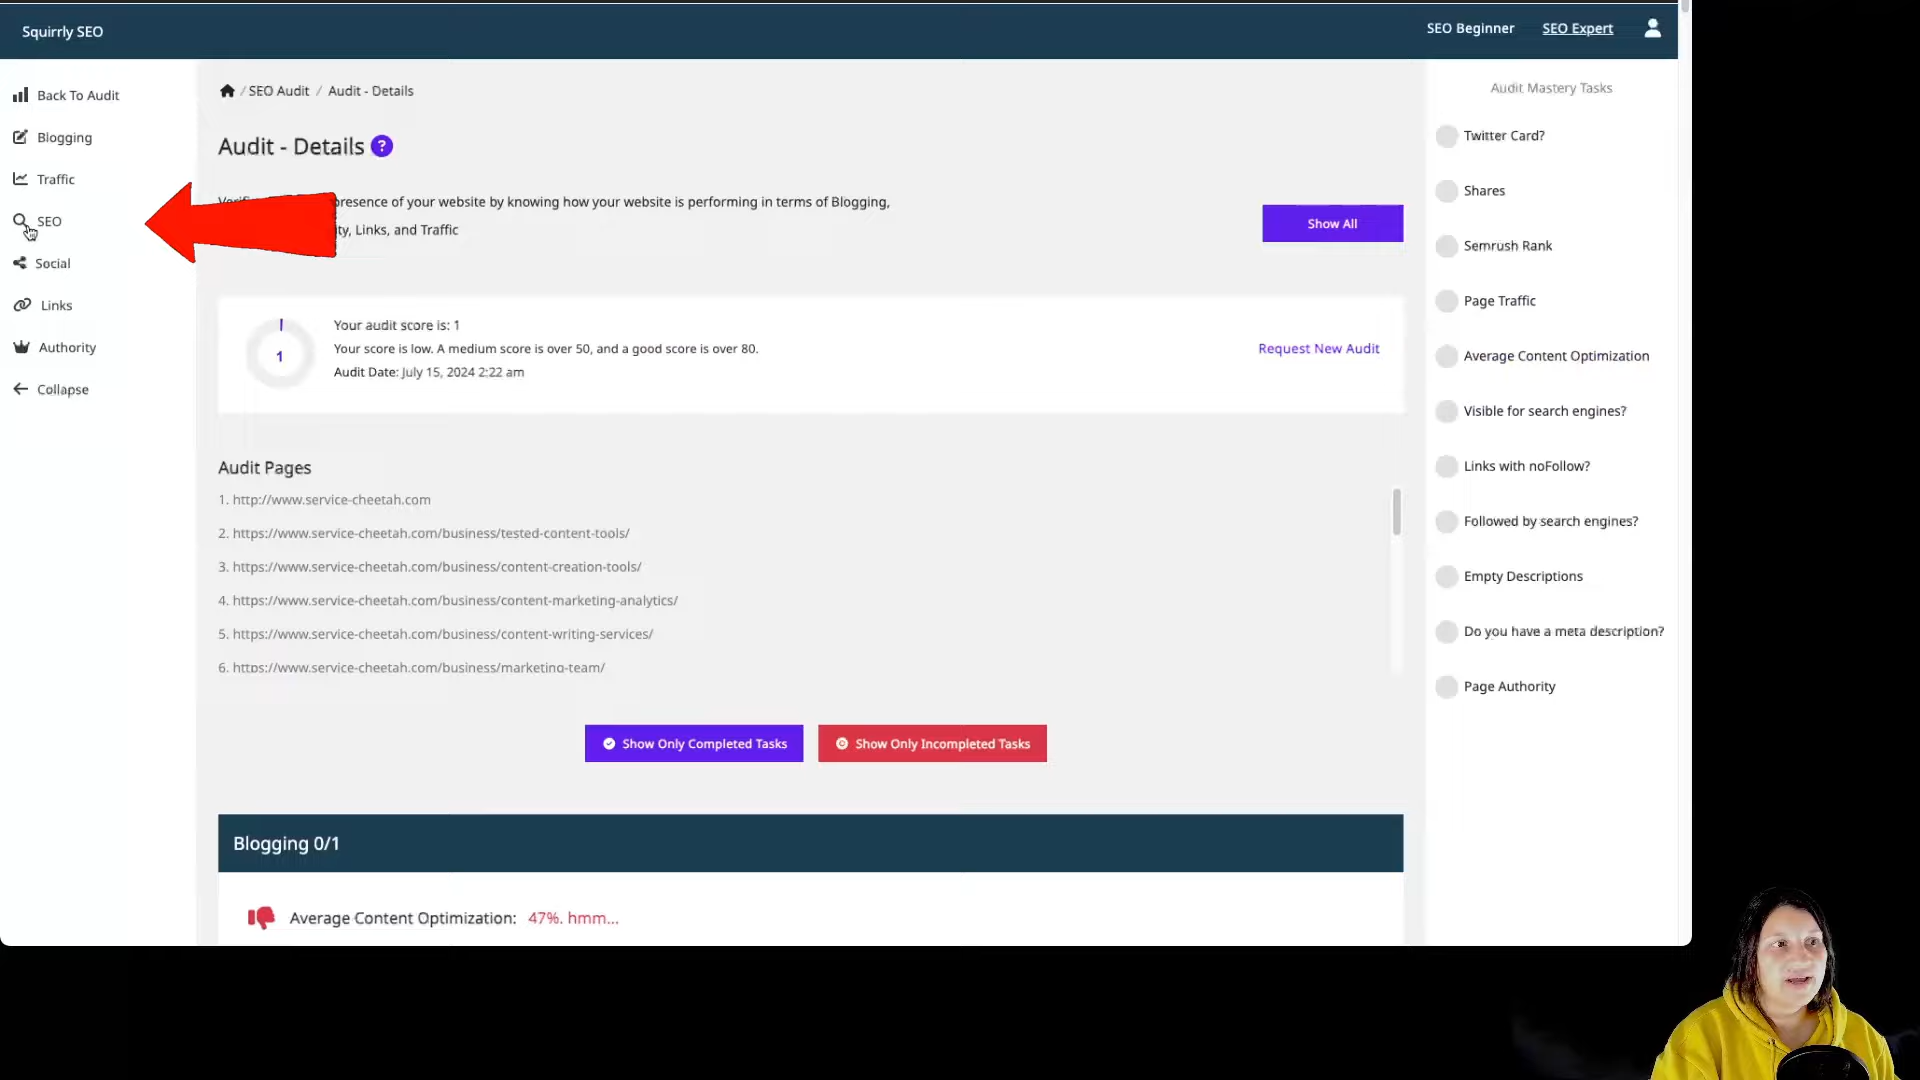 Squirrly SEO
SEO Beginner
SEO Expert
Back To Audit
Blogging
Traffic
SEO
Social
Links
Authority
Collapse
/ SEO Audit / Audit - Details
Audit - Details ?
presence of your website by knowing how your website is performing in terms of Blogging,
ity, Links, and Traffic
Show All
1
Your audit score is: 1
Your score is low. A medium score is over 50, and a good score is over 80.
Audit Date: July 15, 2024 2:22 am
Request New Audit
Audit Pages
1. http://www.service-cheetah.com
2. https://www.service-cheetah.com/business/tested-content-tools/
3. https://www.service-cheetah.com/business/content-creation-tools/
4. https://www.service-cheetah.com/business/content-marketing-analytics/
5. https://www.service-cheetah.com/business/content-writing-services/
6. https://www.service-cheetah.com/business/marketing-team/
Show Only Completed Tasks
Show Only Incompleted Tasks
Blogging 0/1
Average Content Optimization: 47%. hmm...
Audit Mastery Tasks
Twitter Card?
Shares
Semrush Rank
Page Traffic
Average Content Optimization
Visible for search engines?
Links with noFollow?
Followed by search engines?
Empty Descriptions
Do you have a meta description?
Page Authority